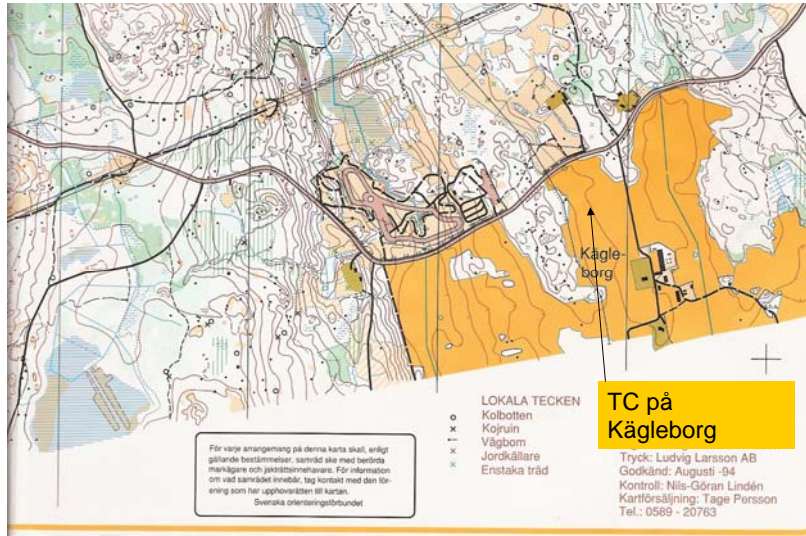 Kägle-
borg
LOKALA TECKEN
Kolbotten
Kojruin
Vägbom
Jordkällare
Enstaka träd
För varje arrangemang på denna karta skall, enligt
gällande bestämmelser, samråd ske med berörda
markägare och jakträttsinnehavare. För information
om vad samrådet innebär, tag kontakt med den för-
ening som har upphovsrätten till kartan.
Svenska orienteringsförbundet
TC på
Kägleborg
Tryck: Ludvig Larsson AB
Godkänd: Augusti -94
Kontroll: Nils-Göran Lindén
Kartförsäljning: Tage Persson
Tel.: 0589 - 20763